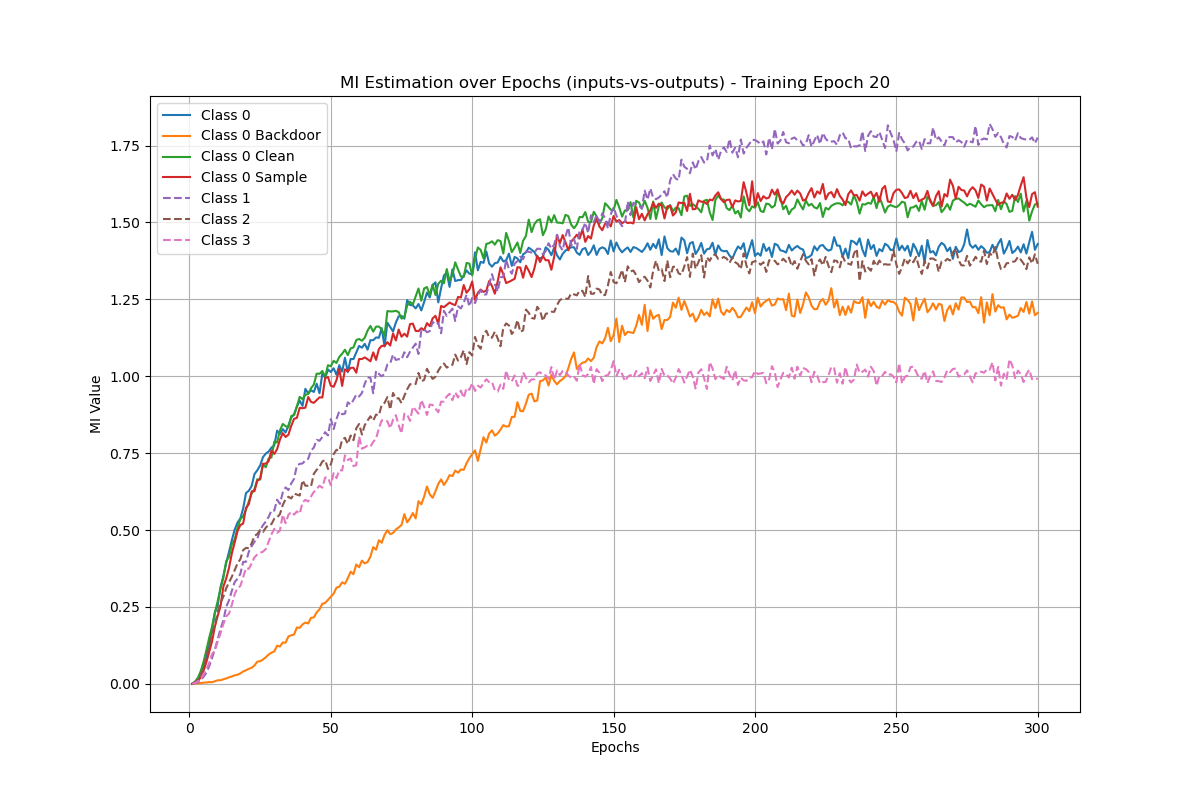 MI Estimation over Epochs (inputs-vs-outputs) - Training Epoch 20
Class 0
Class 0 Backdoor
Class 0 Clean
Class 0 Sample
Class 1
Class 2
Class 3
MI Value
1.75
1.50
1.25
1.00
0.75
0.50
0.25
0.00
0 50 100 150 200 250 300
Epochs